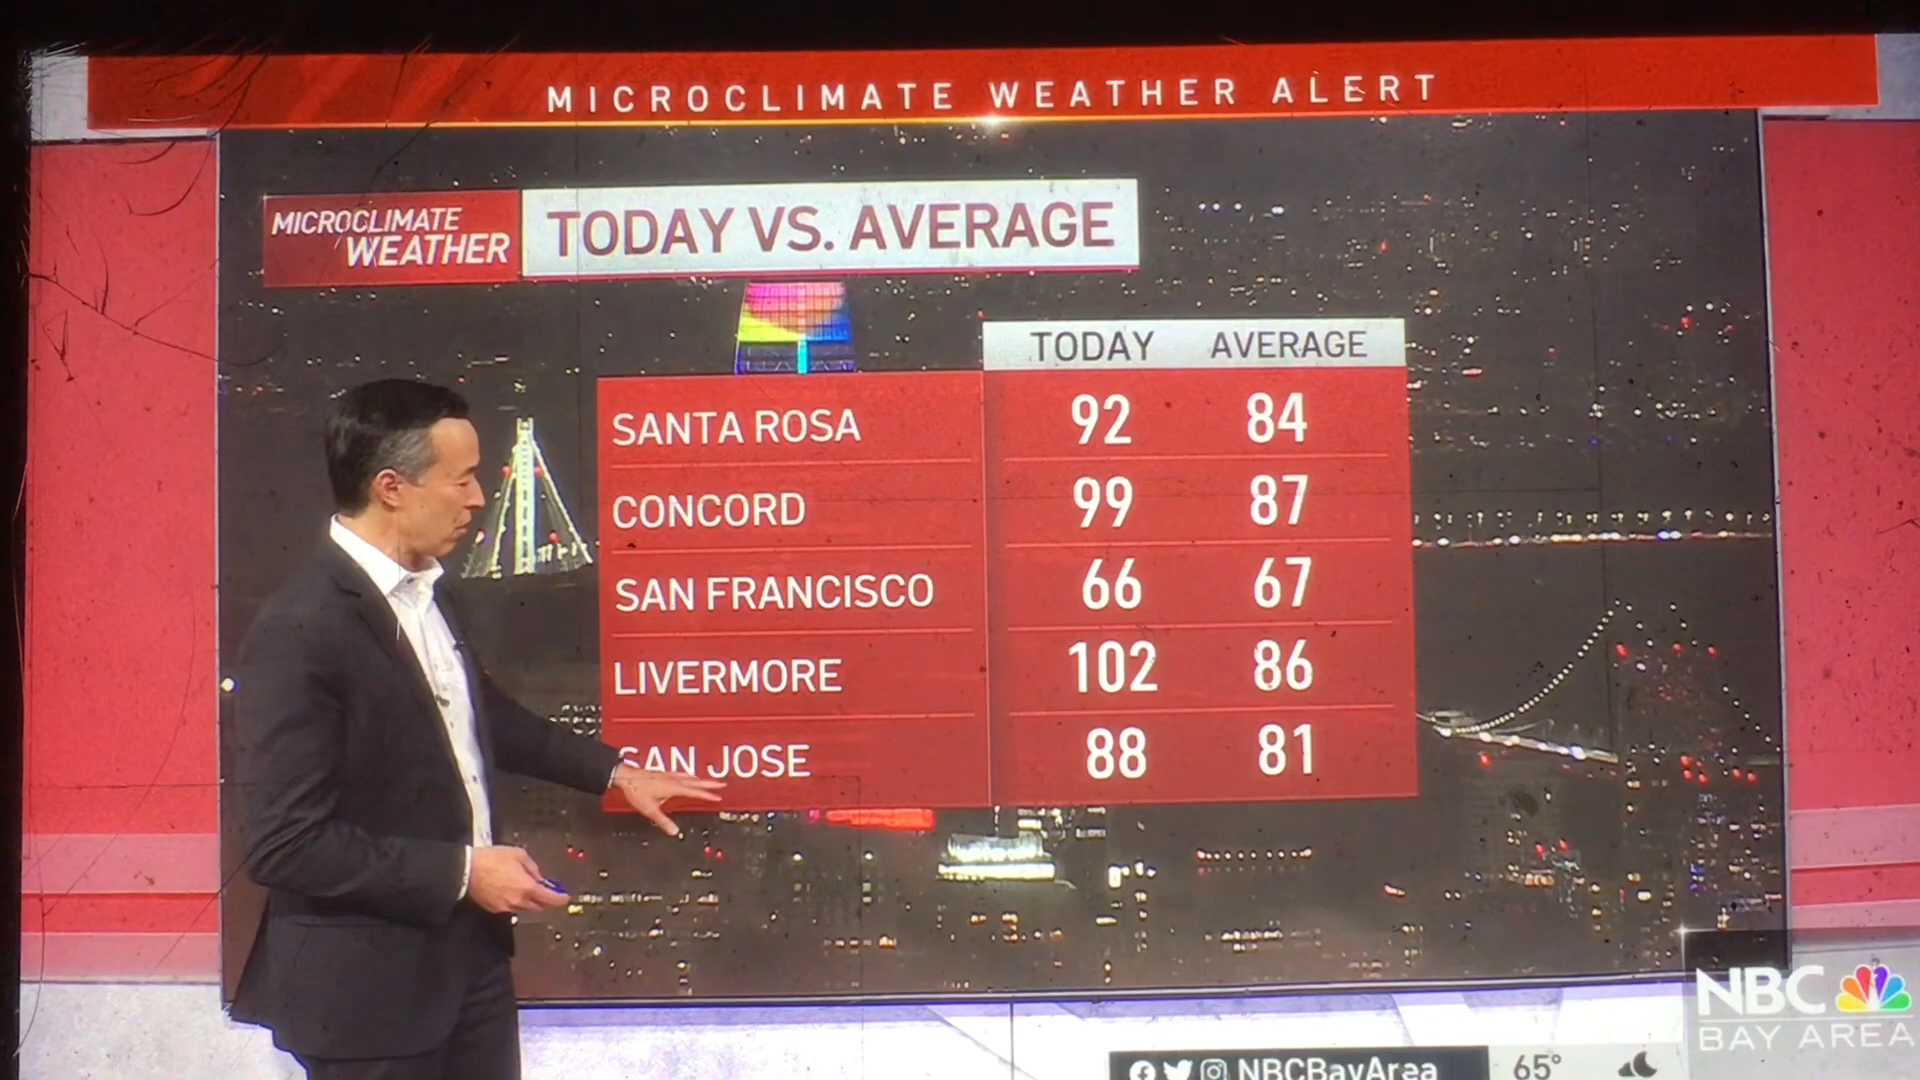 MICROCLIMATE WEATHER ALERT
MICROCLIMATE
WEATHER
TODAY VS. AVERAGE
TODAY AVERAGE
SANTA ROSA 92 84
CONCORD 99 87
SAN FRANCISCO 66 67
LIVERMORE 102 86
SAN JOSE 88 81
NBC
BAY AREA
NBCBayArea 65°